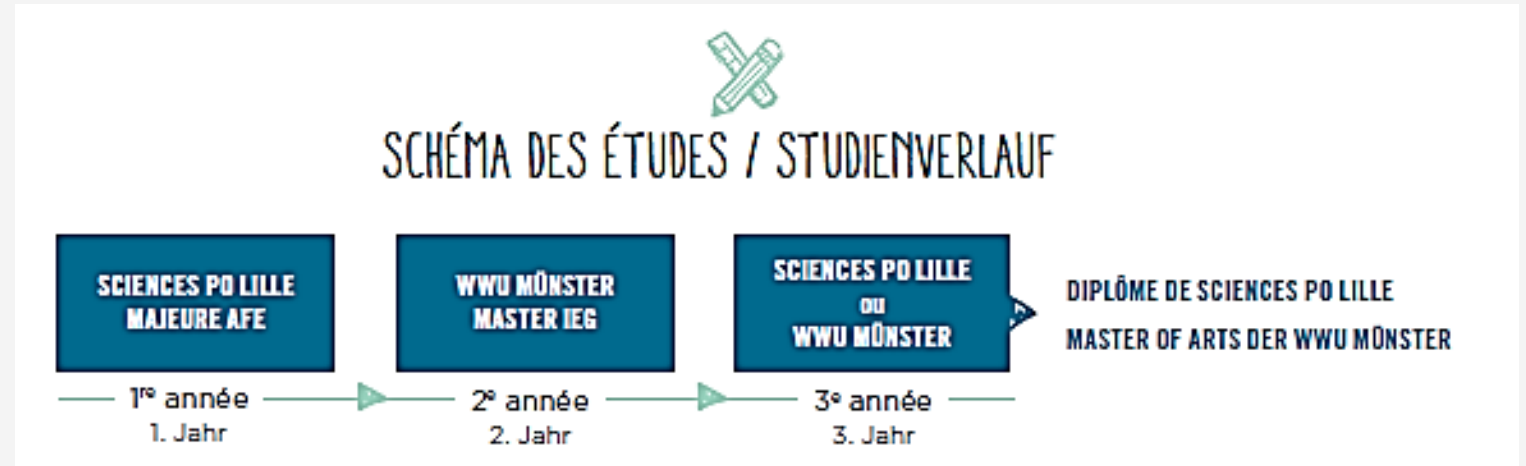 SCHÉMA DES ÉTUDES / STUDIENVERLAUF
SCIENCES PO LILLE
MAJEURE AFE
WWU MÜNSTER
MASTER IEG
SCIENCES PO LILLE
OU
WWU MÜNSTER
DIPLÔME DE SCIENCES PO LILLE
MASTER OF ARTS DER WWU MÜNSTER
1re année
1. Jahr
2e année
2. Jahr
3e année
3. Jahr